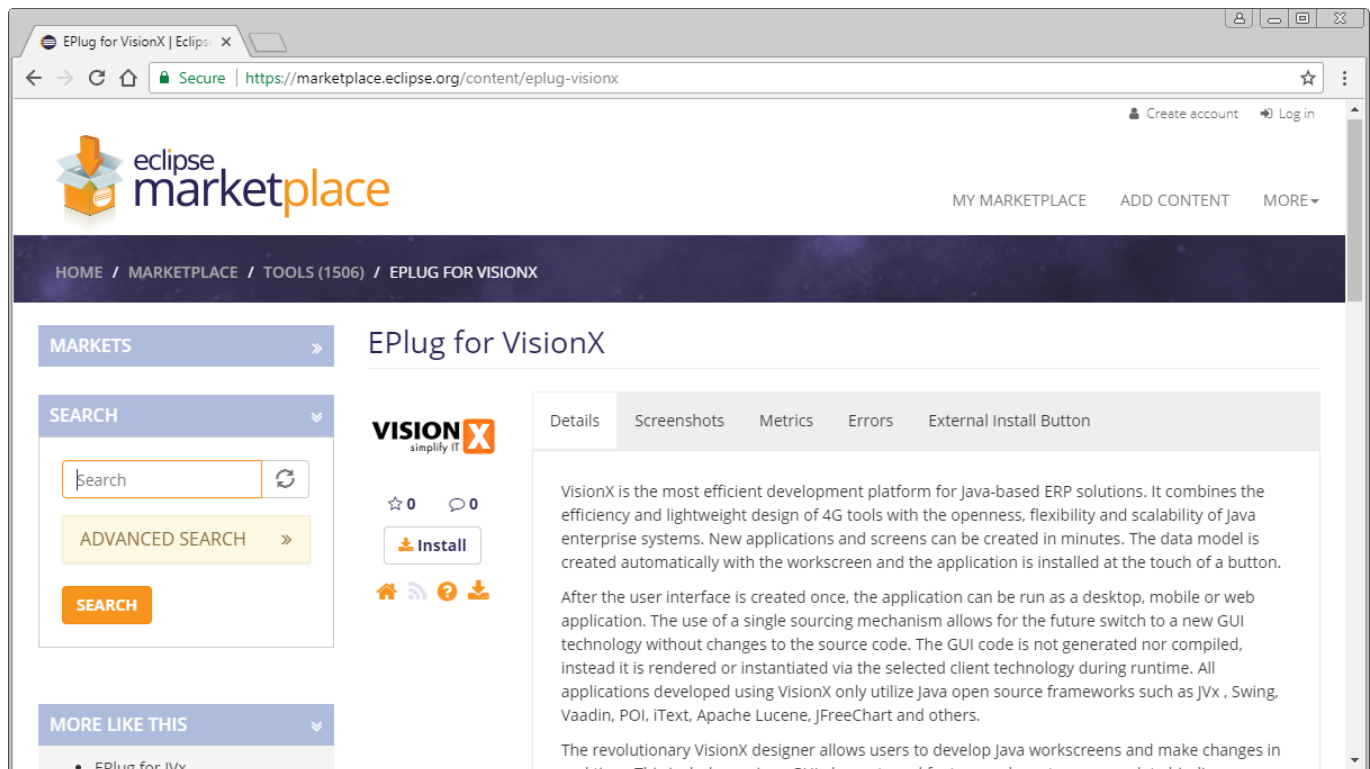 EPlug for VisionX | Eclips
Secure | https://marketplace.eclipse.org/content/eplug-visionx
Create account Log in
eclipse
marketplace
MY MARKETPLACE ADD CONTENT MORE
HOME / MARKETPLACE / TOOLS (1506) / EPLUG FOR VISIONX
MARKETS
EPlug for VisionX
SEARCH
Search
ADVANCED SEARCH
SEARCH
VISION X
simplify IT
0 0
Install
Details Screenshots Metrics Errors External Install Button
VisionX is the most efficient development platform for Java-based ERP solutions. It combines the
efficiency and lightweight design of 4G tools with the openness, flexibility and scalability of Java
enterprise systems. New applications and screens can be created in minutes. The data model is
created automatically with the workscreen and the application is installed at the touch of a button.
After the user interface is created once, the application can be run as a desktop, mobile or web
application. The use of a single sourcing mechanism allows for the future switch to a new GUI
technology without changes to the source code. The GUI code is not generated nor compiled,
instead it is rendered or instantiated via the selected client technology during runtime. All
applications developed using VisionX only utilize Java open source frameworks such as JVx , Swing,
Vaadin, POI, iText, Apache Lucene, JFreeChart and others.
The revolutionary VisionX designer allows users to develop Java workscreens and make changes in
MORE LIKE THIS
EPlug for JVx